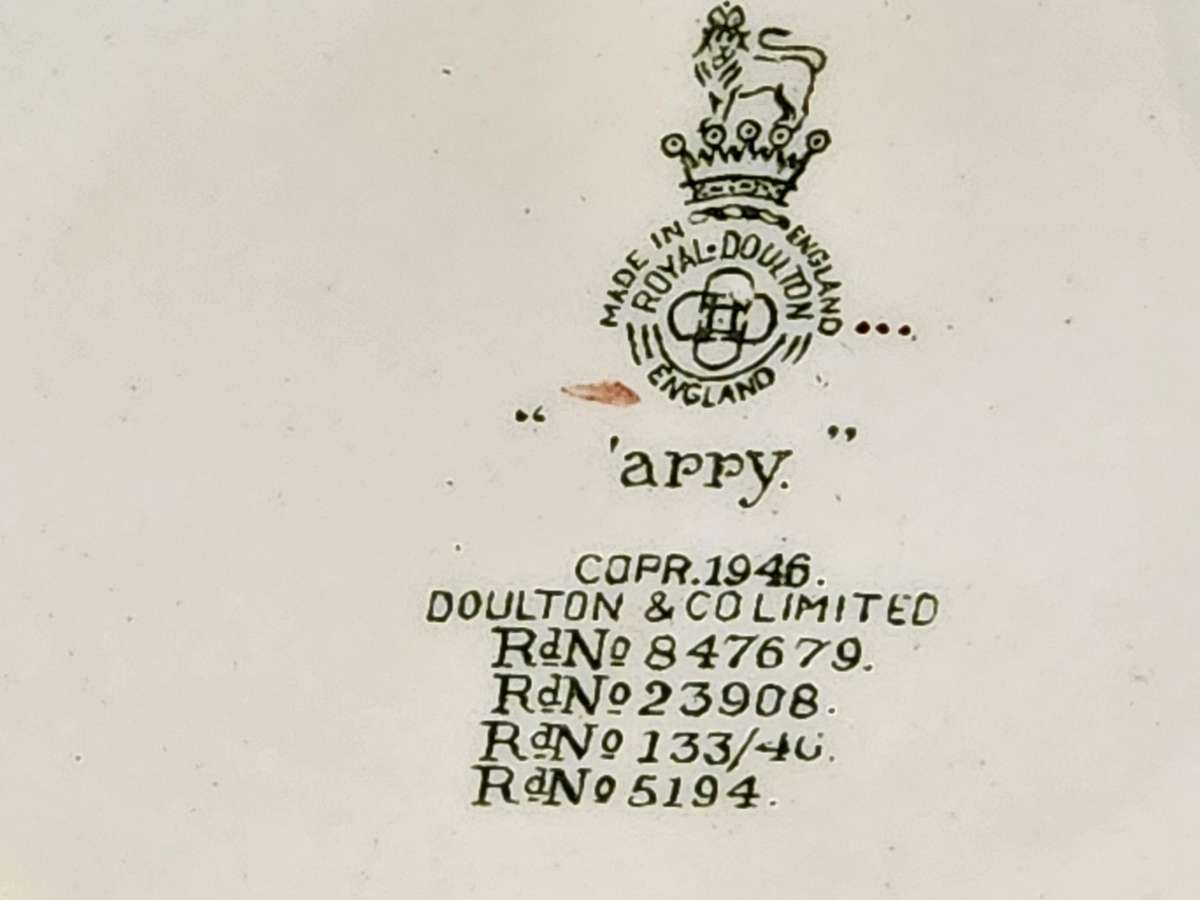 MADE IN ENGLAND
ROYAL·DOULTON
ENGLAND
“ 'arry. ”
COPR.1946.
DOULTON & CO LIMITED
RdNo 847679.
RdNo 23908.
RdNo 133/46.
RdNo 5194.